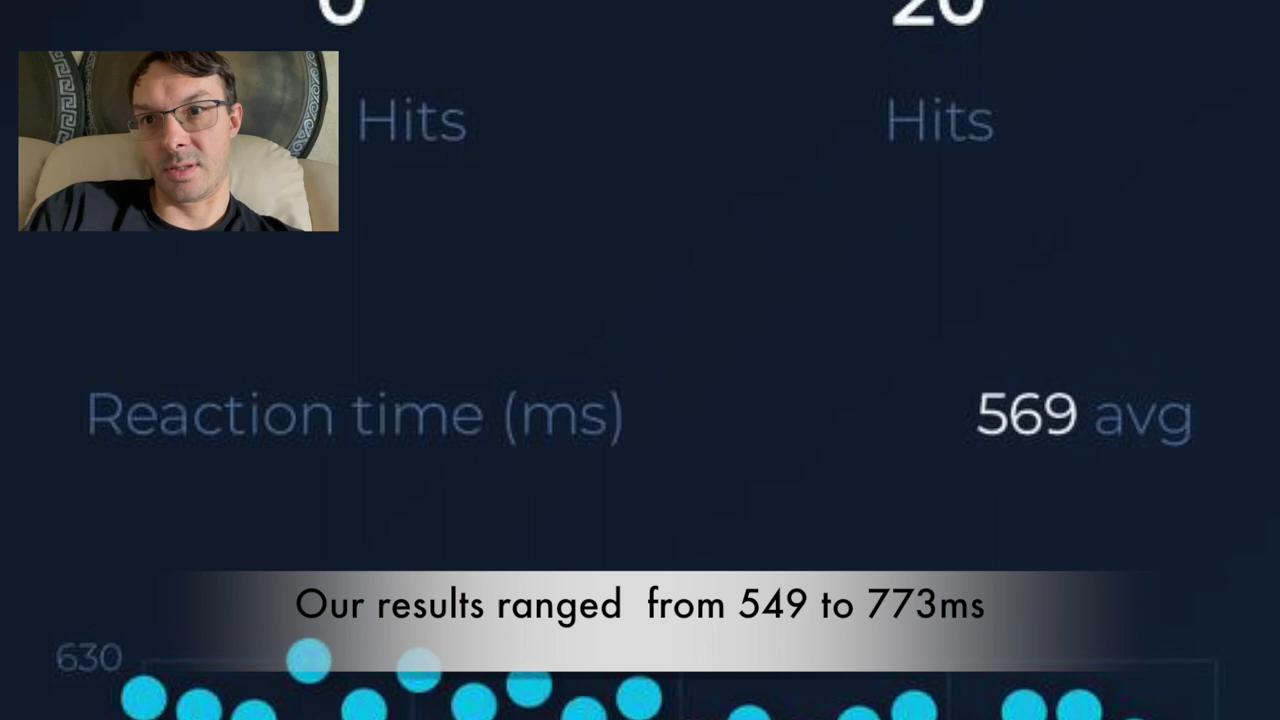 0 20
Hits Hits
Reaction time (ms) 569 avg
Our results ranged from 549 to 773ms
630